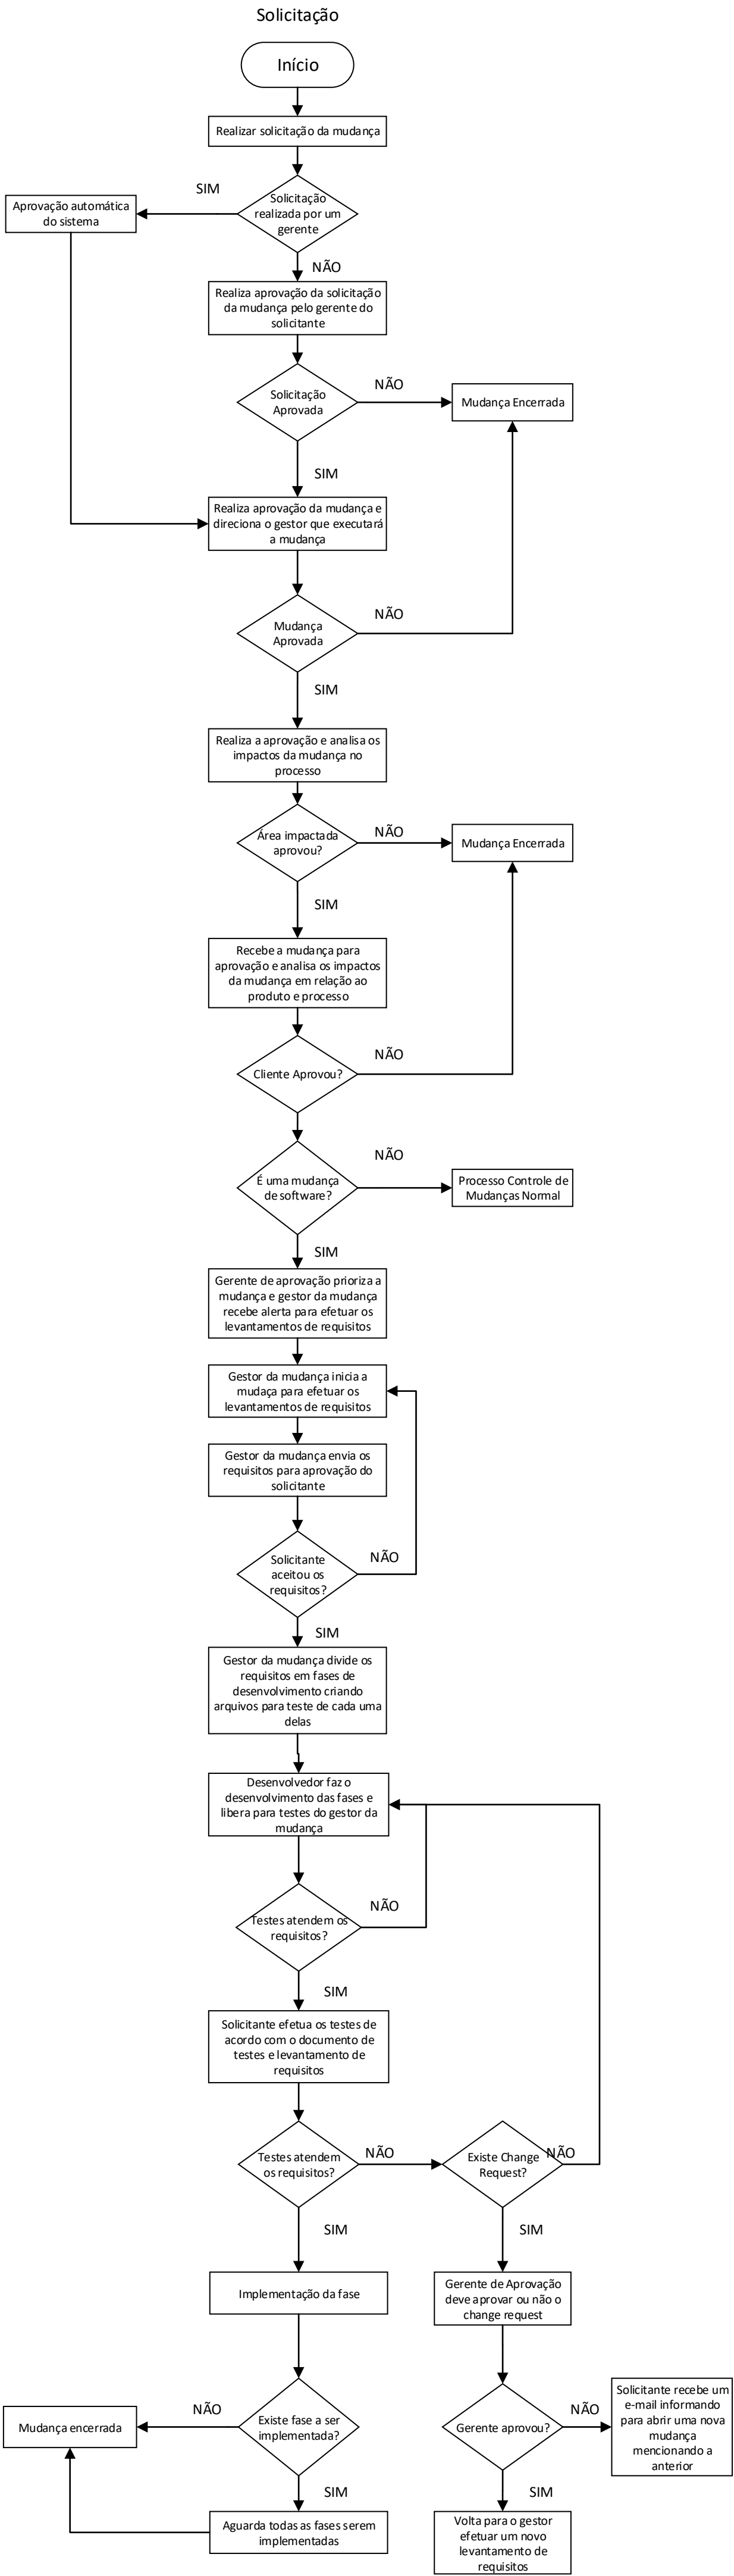 Solicitação
Início
Realizar solicitação da mudança
SIM
Solicitação
realizada por um
gerente
Aprovação automática
do sistema
NÃO
Realiza aprovação da solicitação
da mudança pelo gerente do
solicitante
NÃO
Solicitação
Aprovada
Mudança Encerrada
SIM
Realiza aprovação da mudança e
direciona o gestor que executará
a mudança
NÃO
Mudança
Aprovada
SIM
Realiza a aprovação e analisa os
impactos da mudança no
processo
NÃO
Área impactada
aprovou?
Mudança Encerrada
SIM
Recebe a mudança para
aprovação e analisa os impactos
da mudança em relação ao
produto e processo
NÃO
Cliente Aprovou?
NÃO
É uma mudança
de software?
Processo Controle de
Mudanças Normal
SIM
Gerente de aprovação prioriza a
mudança e gestor da mudança
recebe alerta para efetuar os
levantamentos de requisitos
Gestor da mudança inicia a
mudaça para efetuar os
levantamentos de requisitos
Gestor da mudança envia os
requisitos para aprovação do
solicitante
NÃO
Solicitante
aceitou os
requisitos?
SIM
Gestor da mudança divide os
requisitos em fases de
desenvolvimento criando
arquivos para teste de cada uma
delas
Desenvolvedor faz o
desenvolvimento das fases e
libera para testes do gestor da
mudança
NÃO
Testes atendem os
requisitos?
SIM
Solicitante efetua os testes de
acordo com o documento de
testes e levantamento de
requisitos
NÃO
Testes atendem
os requisitos?
NÃO
Existe Change
Request?
SIM
SIM
Implementação da fase
Gerente de Aprovação
deve aprovar ou não o
change request
NÃO
Existe fase a ser
implementada?
Mudança encerrada
NÃO
Gerente aprovou?
Solicitante recebe um
e-mail informando
para abrir uma nova
mudança
mencionando a
anterior
SIM
SIM
Aguarda todas as fases serem
implementadas
Volta para o gestor
efetuar um novo
levantamento de
requisitos